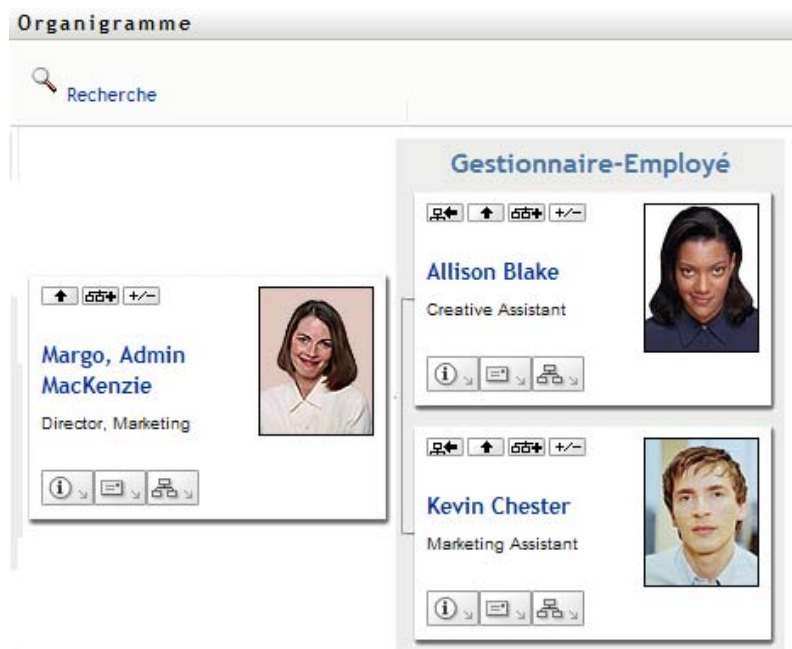 Organigramme
Recherche
Gestionnaire-Employé
+/-
Allison Blake
Creative Assistant
+/-
Margo, Admin
MacKenzie
Director, Marketing
+/-
Kevin Chester
Marketing Assistant